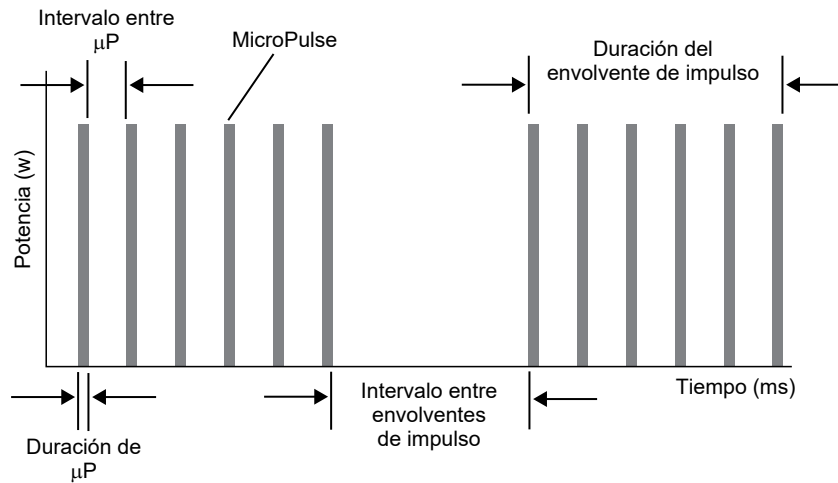 Intervalo entre
μP
MicroPulse
Duración del
envolvente de impulso
Potencia (w)
Tiempo (ms)
Intervalo entre
envolventes
de impulso
Duración de
μP